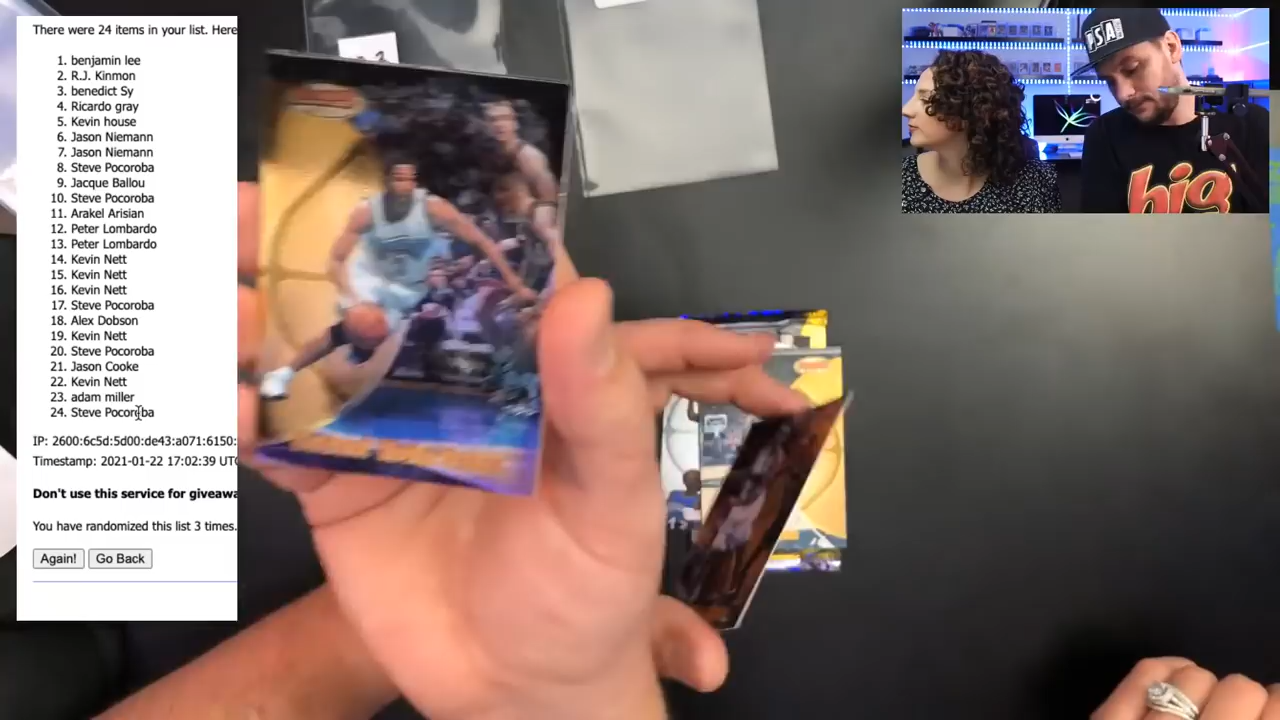 There were 24 items in your list. Here
1. benjamin lee
2. R.J. Kinmon
3. benedict Sy
4. Ricardo gray
5. Kevin house
6. Jason Niemann
7. Jason Niemann
8. Steve Pocoroba
9. Jacque Ballou
10. Steve Pocoroba
11. Arakel Arisian
12. Peter Lombardo
13. Peter Lombardo
14. Kevin Nett
15. Kevin Nett
16. Kevin Nett
17. Steve Pocoroba
18. Alex Dobson
19. Kevin Nett
20. Steve Pocoroba
21. Jason Cooke
22. Kevin Nett
23. adam miller
24. Steve Pocoroba
IP: 2600:6c5d:5d00:de43:a071:6150:
Timestamp: 2021-01-22 17:02:39 UTC
Don't use this service for giveawa
You have randomized this list 3 times.
Again! Go Back
PSA
big